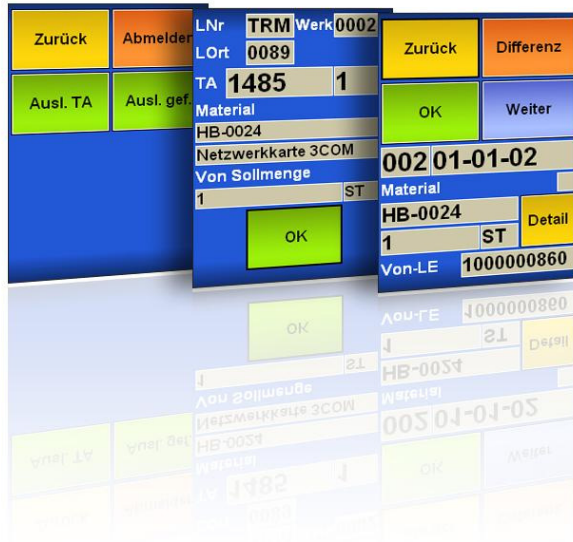 Zurück Abmelden
Ausl. TA Ausl. gef.
LNr TRM Werk 0002
LOrt 0089
TA 1485 1
Material
HB-0024
Netzwerkkarte 3COM
Von Sollmenge
1 ST
OK
Zurück Differenz
OK Weiter
002 01-01-02
Material
HB-0024
Detail
1 ST
Von-LE 1000000860